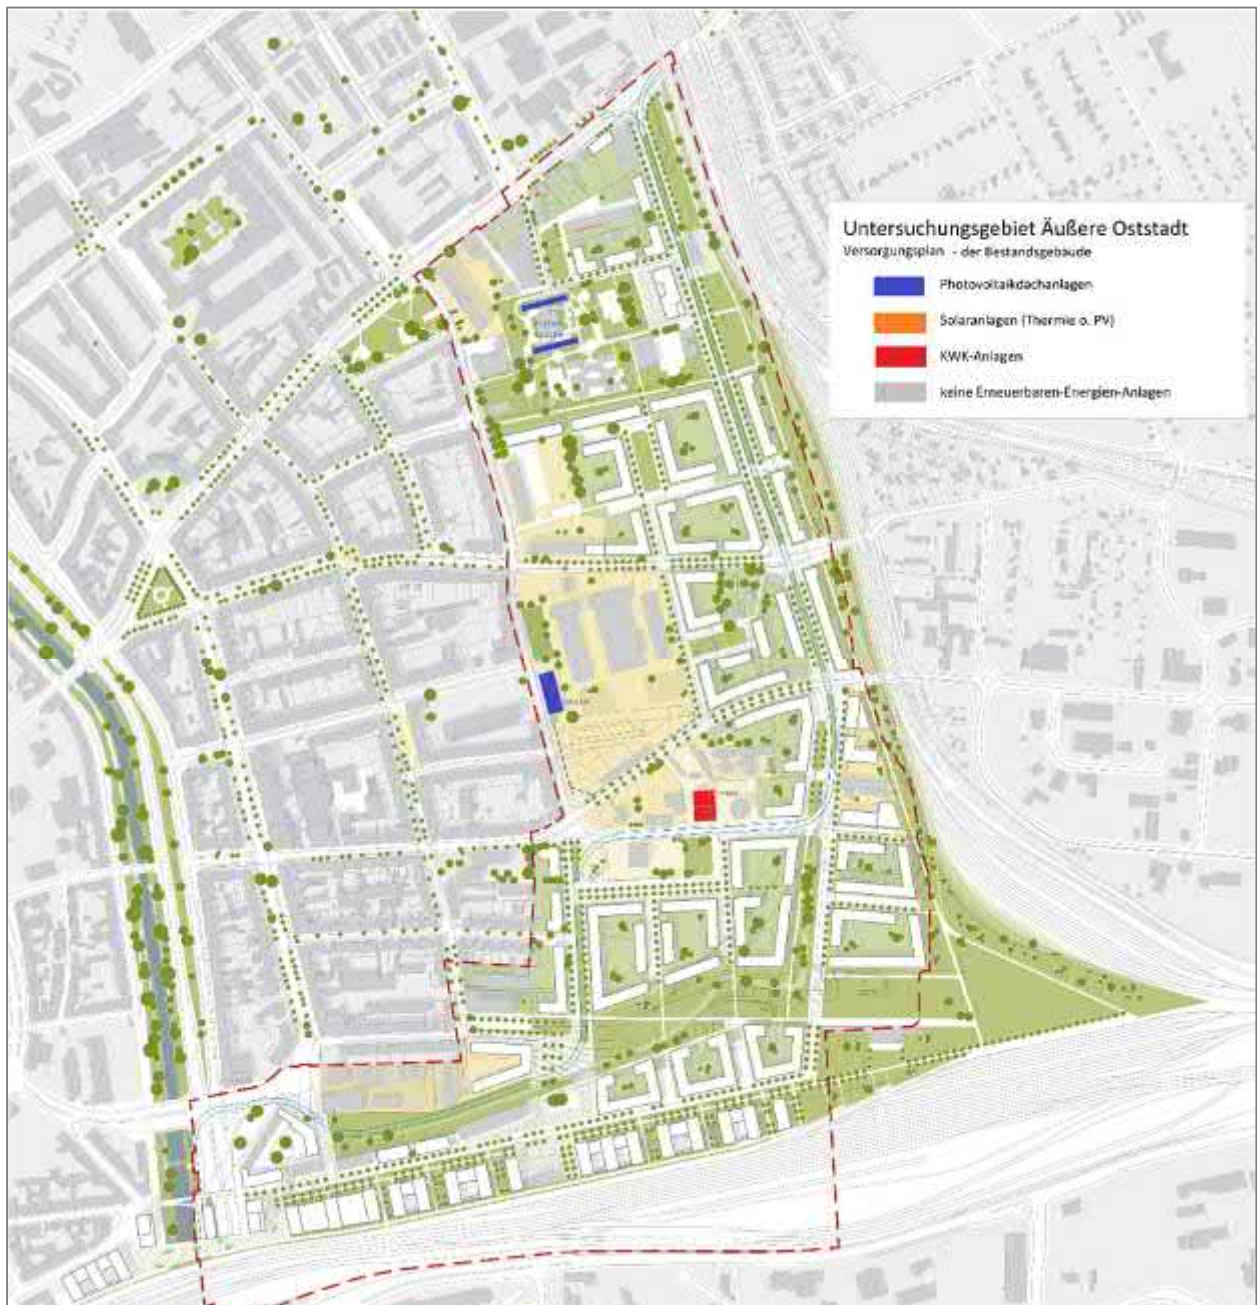 Untersuchungsgebiet Äußere Oststadt
Versorgungsplan - der Bestandsgebäude
Photovoltaikdachanlagen
Solaranlagen (Thermie o. PV)
KWK-Anlagen
keine Erneuerbaren-Energien-Anlagen